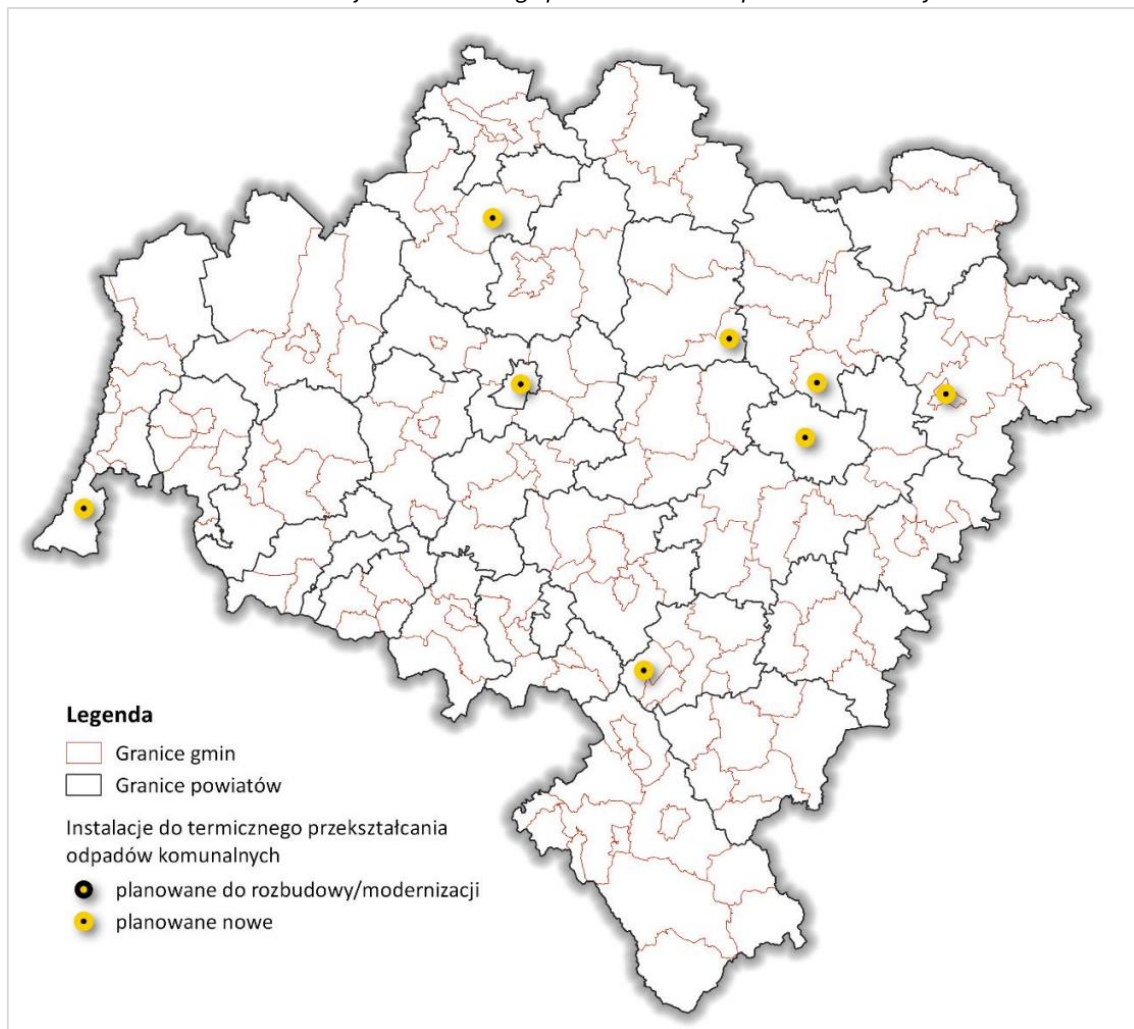 Legenda
Granice gmin
Granice powiatów
Instalacje do termicznego przekształcania
odpadów komunalnych
planowane do rozbudowy/modernizacji
planowane nowe